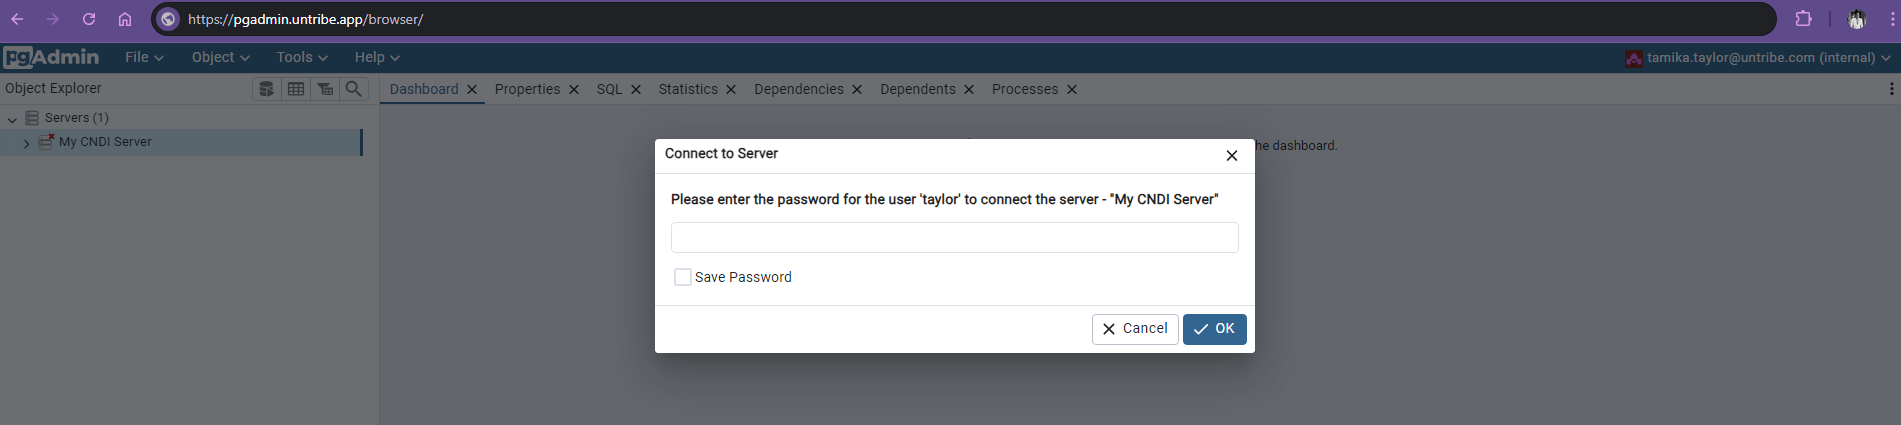 https://pgadmin.untribe.app/browser/
pgAdmin File Object Tools Help tamika.taylor@untribe.com (internal)
Object Explorer
Dashboard Properties SQL Statistics Dependencies Dependents Processes
Servers (1)
My CNDI Server
he dashboard.
Connect to Server
Please enter the password for the user 'taylor' to connect the server - "My CNDI Server"
Save Password
Cancel OK